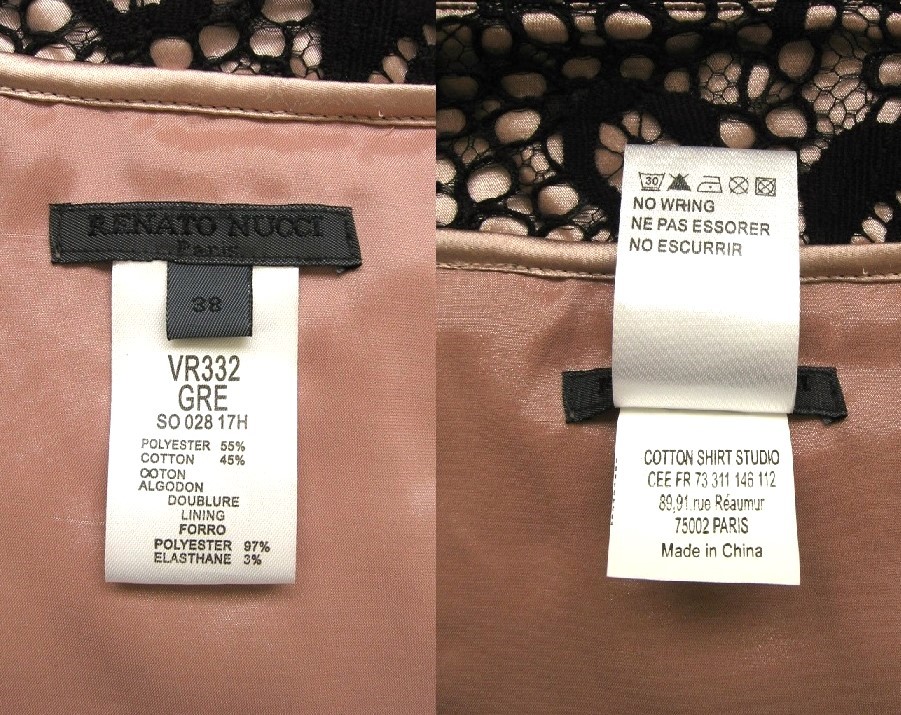 RENATO NUCCI
Paris
38
VR332
GRE
SO 028 17H
POLYESTER 55%
COTTON 45%
COTON
ALGODON
DOUBLURE
LINING
FORRO
POLYESTER 97%
ELASTHANE 3%
30
NO WRING
NE PAS ESSORER
NO ESCURRIR
COTTON SHIRT STUDIO
CEE FR 73 311 146 112
89,91.rue Réaumur
75002 PARIS
Made in China